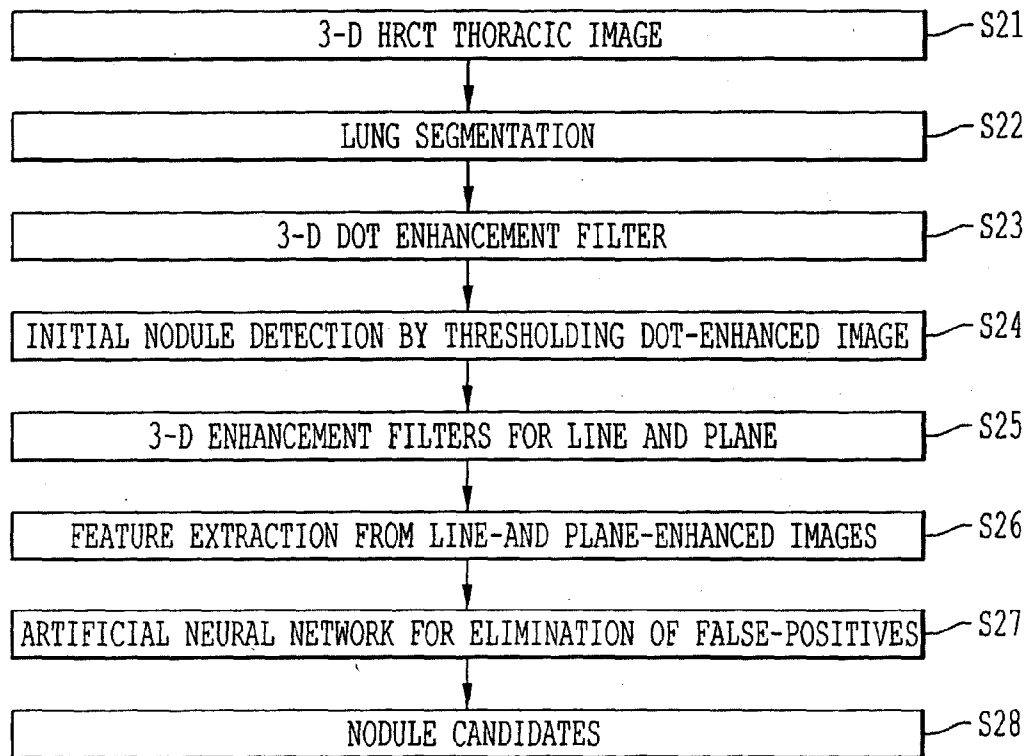 3-D HRCT THORACIC IMAGE S21
LUNG SEGMENTATION S22
3-D DOT ENHANCEMENT FILTER S23
INITIAL NODULE DETECTION BY THRESHOLDING DOT-ENHANCED IMAGE S24
3-D ENHANCEMENT FILTERS FOR LINE AND PLANE S25
FEATURE EXTRACTION FROM LINE-AND PLANE-ENHANCED IMAGES S26
ARTIFICIAL NEURAL NETWORK FOR ELIMINATION OF FALSE-POSITIVES S27
NODULE CANDIDATES S28